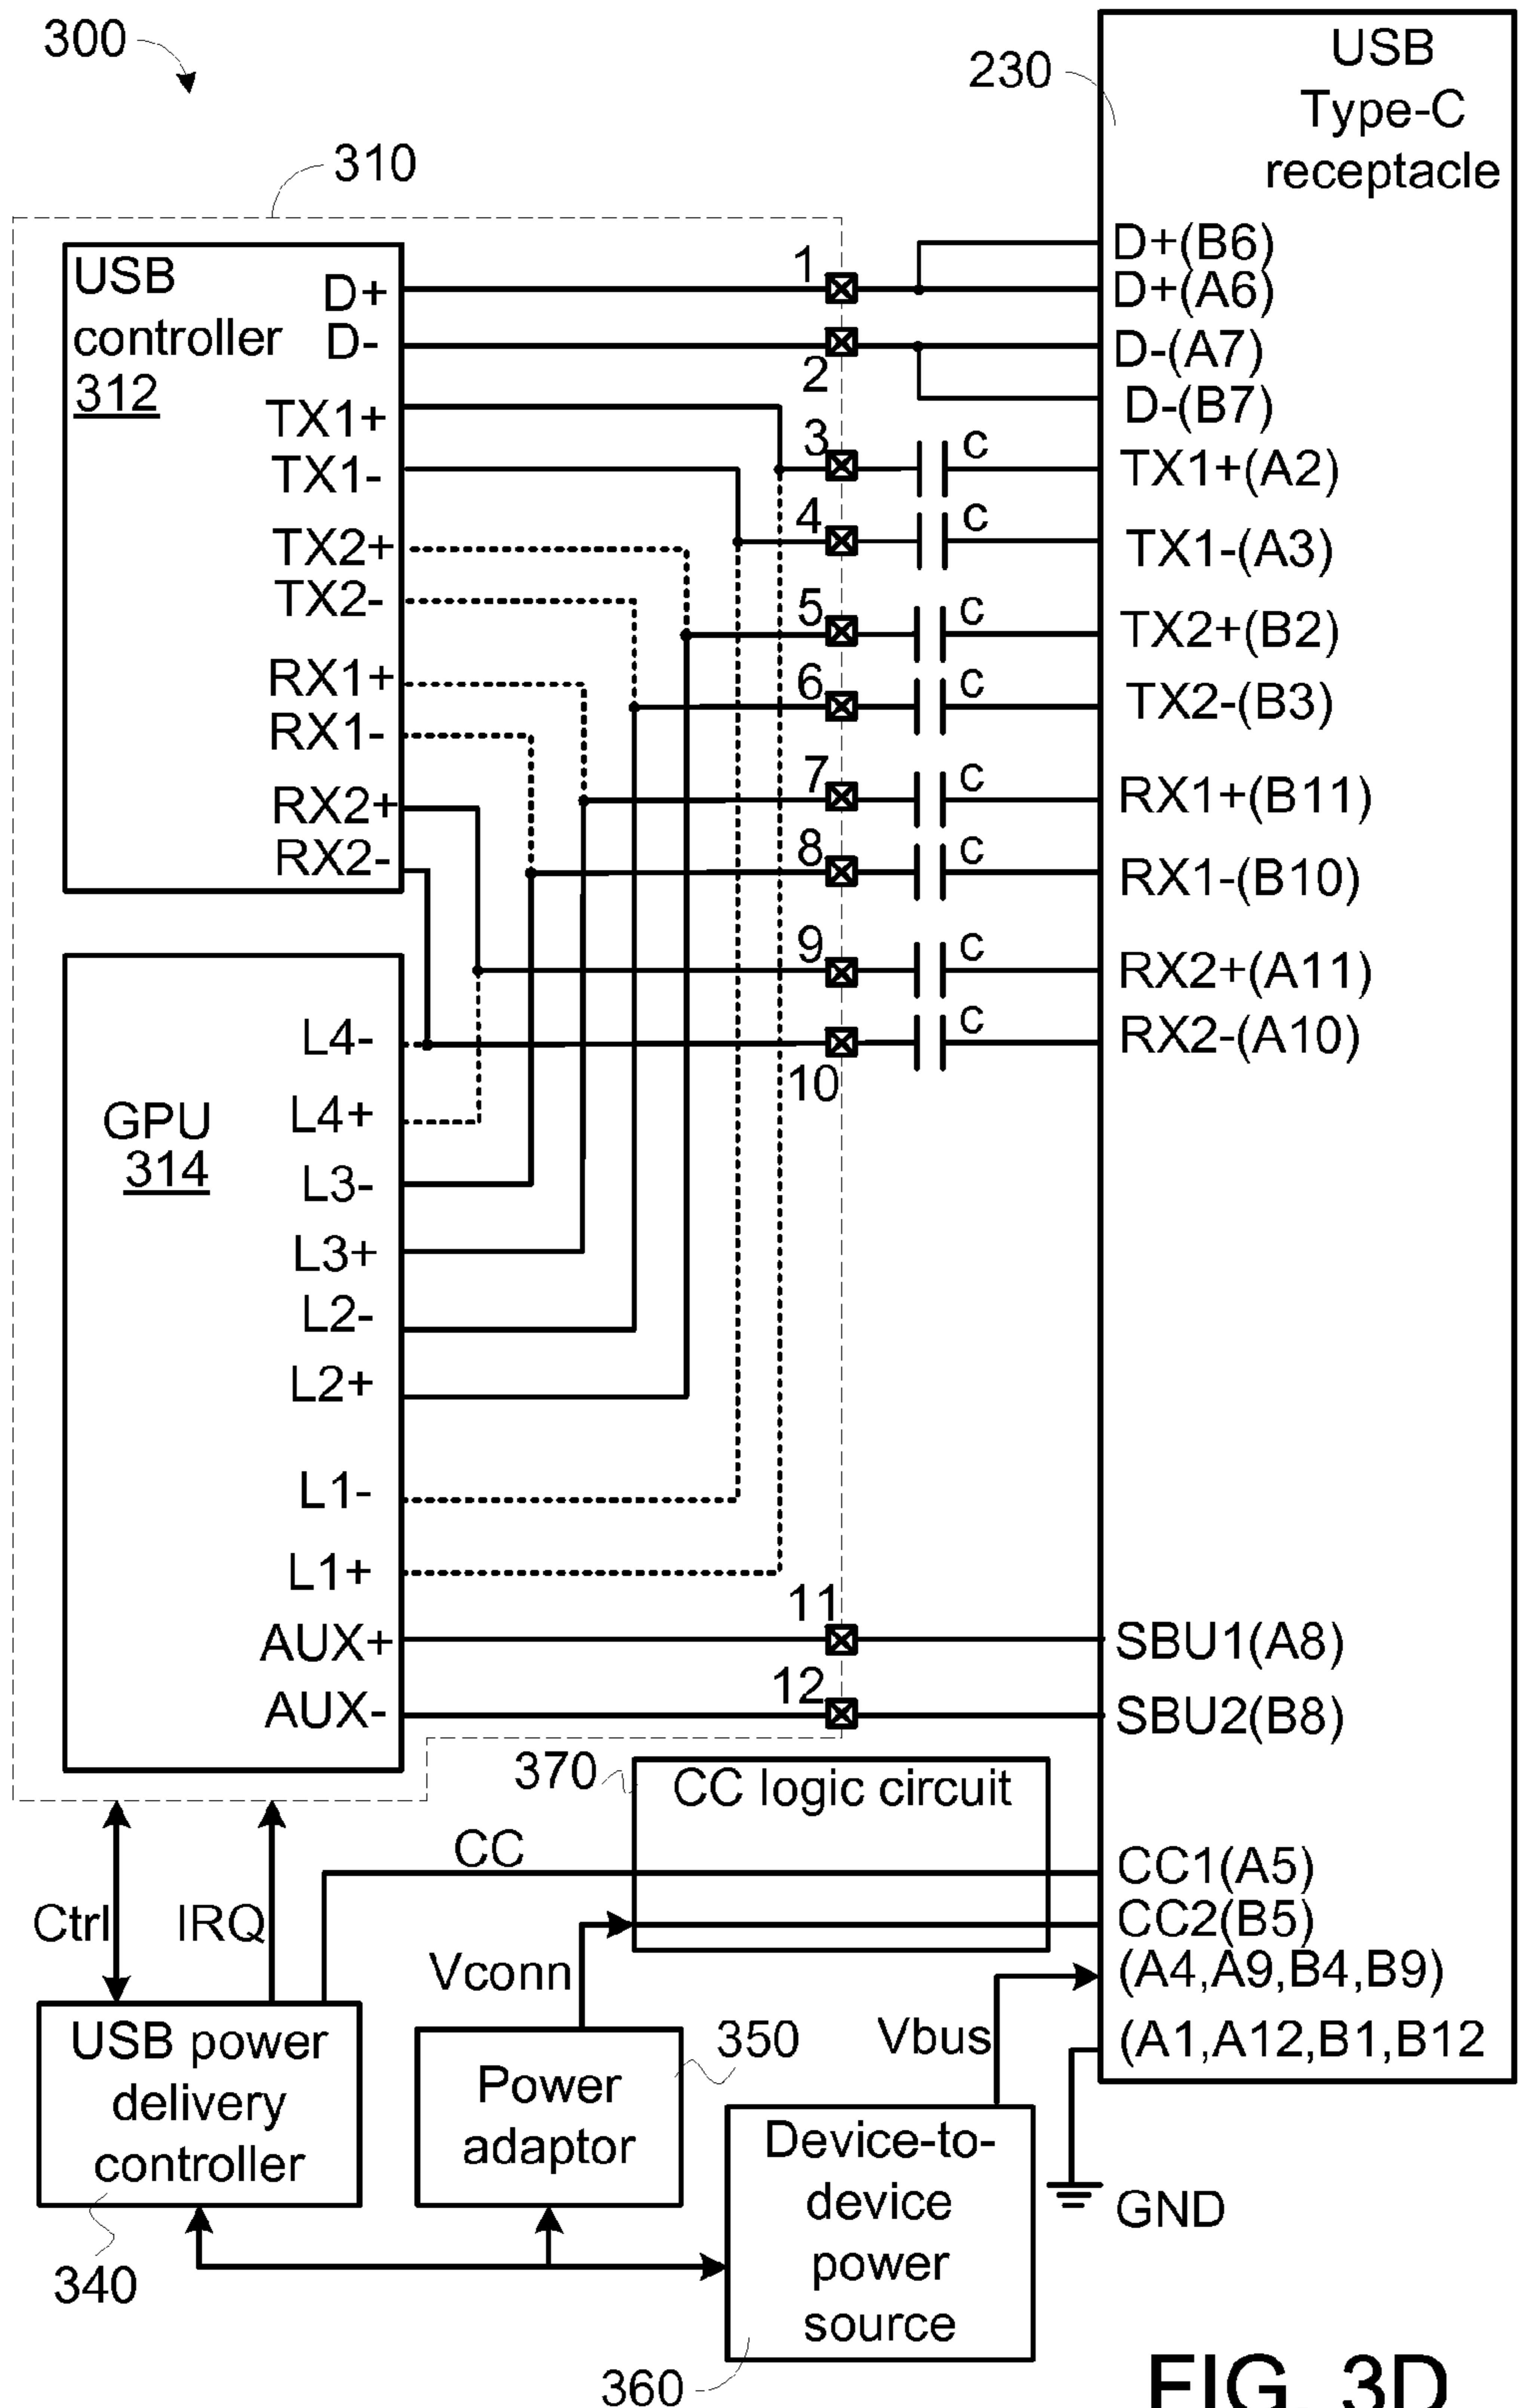 300
310
230
USB
Type-C
receptacle
USB
controller
312
D+
D-
TX1+
TX1-
TX2+
TX2-
RX1+
RX1-
RX2+
RX2-
GPU
314
L4-
L4+
L3-
L3+
L2-
L2+
L1-
L1+
AUX+
AUX-
1
2
3
4
5
6
7
8
9
10
11
12
c
c
c
c
c
c
c
c
D+(B6)
D+(A6)
D-(A7)
D-(B7)
TX1+(A2)
TX1-(A3)
TX2+(B2)
TX2-(B3)
RX1+(B11)
RX1-(B10)
RX2+(A11)
RX2-(A10)
SBU1(A8)
SBU2(B8)
CC1(A5)
CC2(B5)
(A4,A9,B4,B9)
(A1,A12,B1,B12
370
CC logic circuit
CC
Ctrl
IRQ
Vconn
Vbus
USB power
delivery
controller
340
Power
adaptor
350
Device-to-
device
power
source
360
GND
FIG. 3D